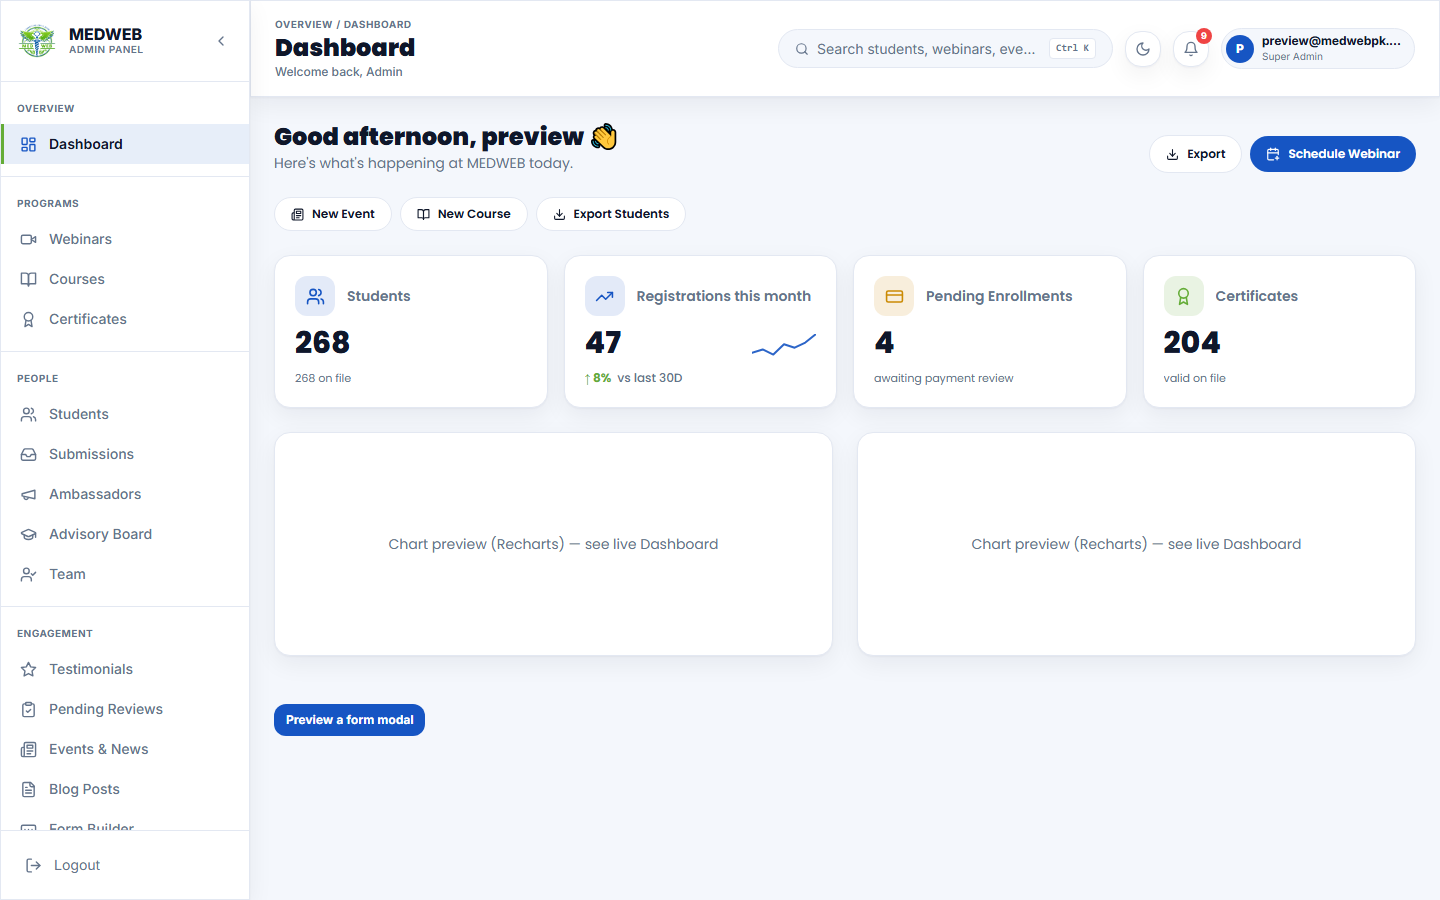 MEDWEB
ADMIN PANEL
OVERVIEW
Dashboard
PROGRAMS
Webinars
Courses
Certificates
PEOPLE
Students
Submissions
Ambassadors
Advisory Board
Team
ENGAGEMENT
Testimonials
Pending Reviews
Events & News
Blog Posts
Form Builder
Logout
OVERVIEW / DASHBOARD
Dashboard
Welcome back, Admin
Search students, webinars, eve...
Ctrl K
9
P
preview@medwebpk....
Super Admin
Good afternoon, preview 👋
Here's what's happening at MEDWEB today.
Export
Schedule Webinar
New Event
New Course
Export Students
Students
268
268 on file
Registrations this month
47
↑ 8% vs last 30D
Pending Enrollments
4
awaiting payment review
Certificates
204
valid on file
Chart preview (Recharts) — see live Dashboard
Chart preview (Recharts) — see live Dashboard
Preview a form modal